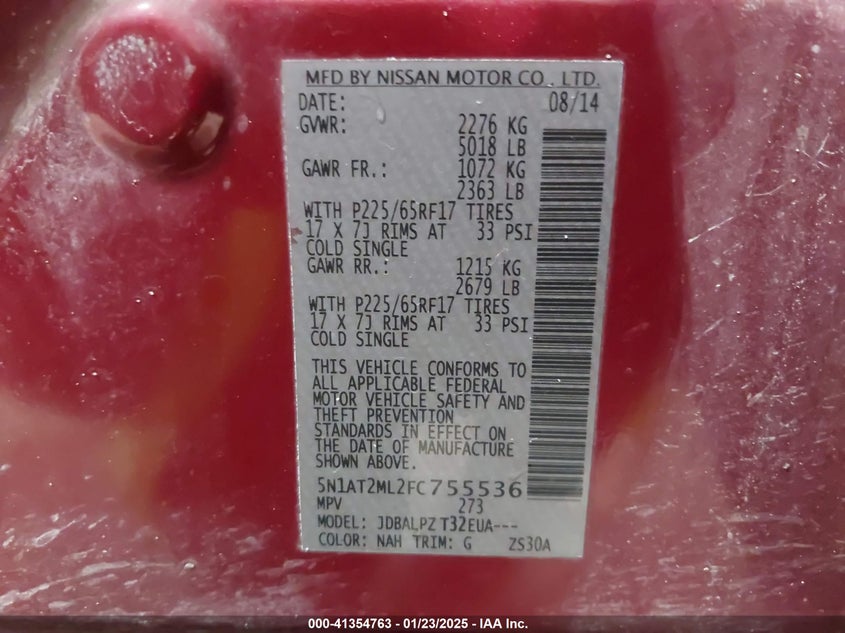 MFD BY NISSAN MOTOR CO., LTD.
DATE: 08/14
GVWR: 2276 KG
5018 LB
GAWR FR.: 1072 KG
2363 LB
WITH P225/65RF17 TIRES
17 X 7J RIMS AT 33 PSI
COLD SINGLE
GAWR RR.: 1215 KG
2679 LB
WITH P225/65RF17 TIRES
17 X 7J RIMS AT 33 PSI
COLD SINGLE
THIS VEHICLE CONFORMS TO
ALL APPLICABLE FEDERAL
MOTOR VEHICLE SAFETY AND
THEFT PREVENTION
STANDARDS IN EFFECT ON
THE DATE OF MANUFACTURE
SHOWN ABOVE.
5N1AT2ML2FC755536
MPV 273
MODEL: JDBALPZ T32EUA---
COLOR: NAH TRIM: G ZS30A
000-41354763 - 01/23/2025 - IAA Inc.